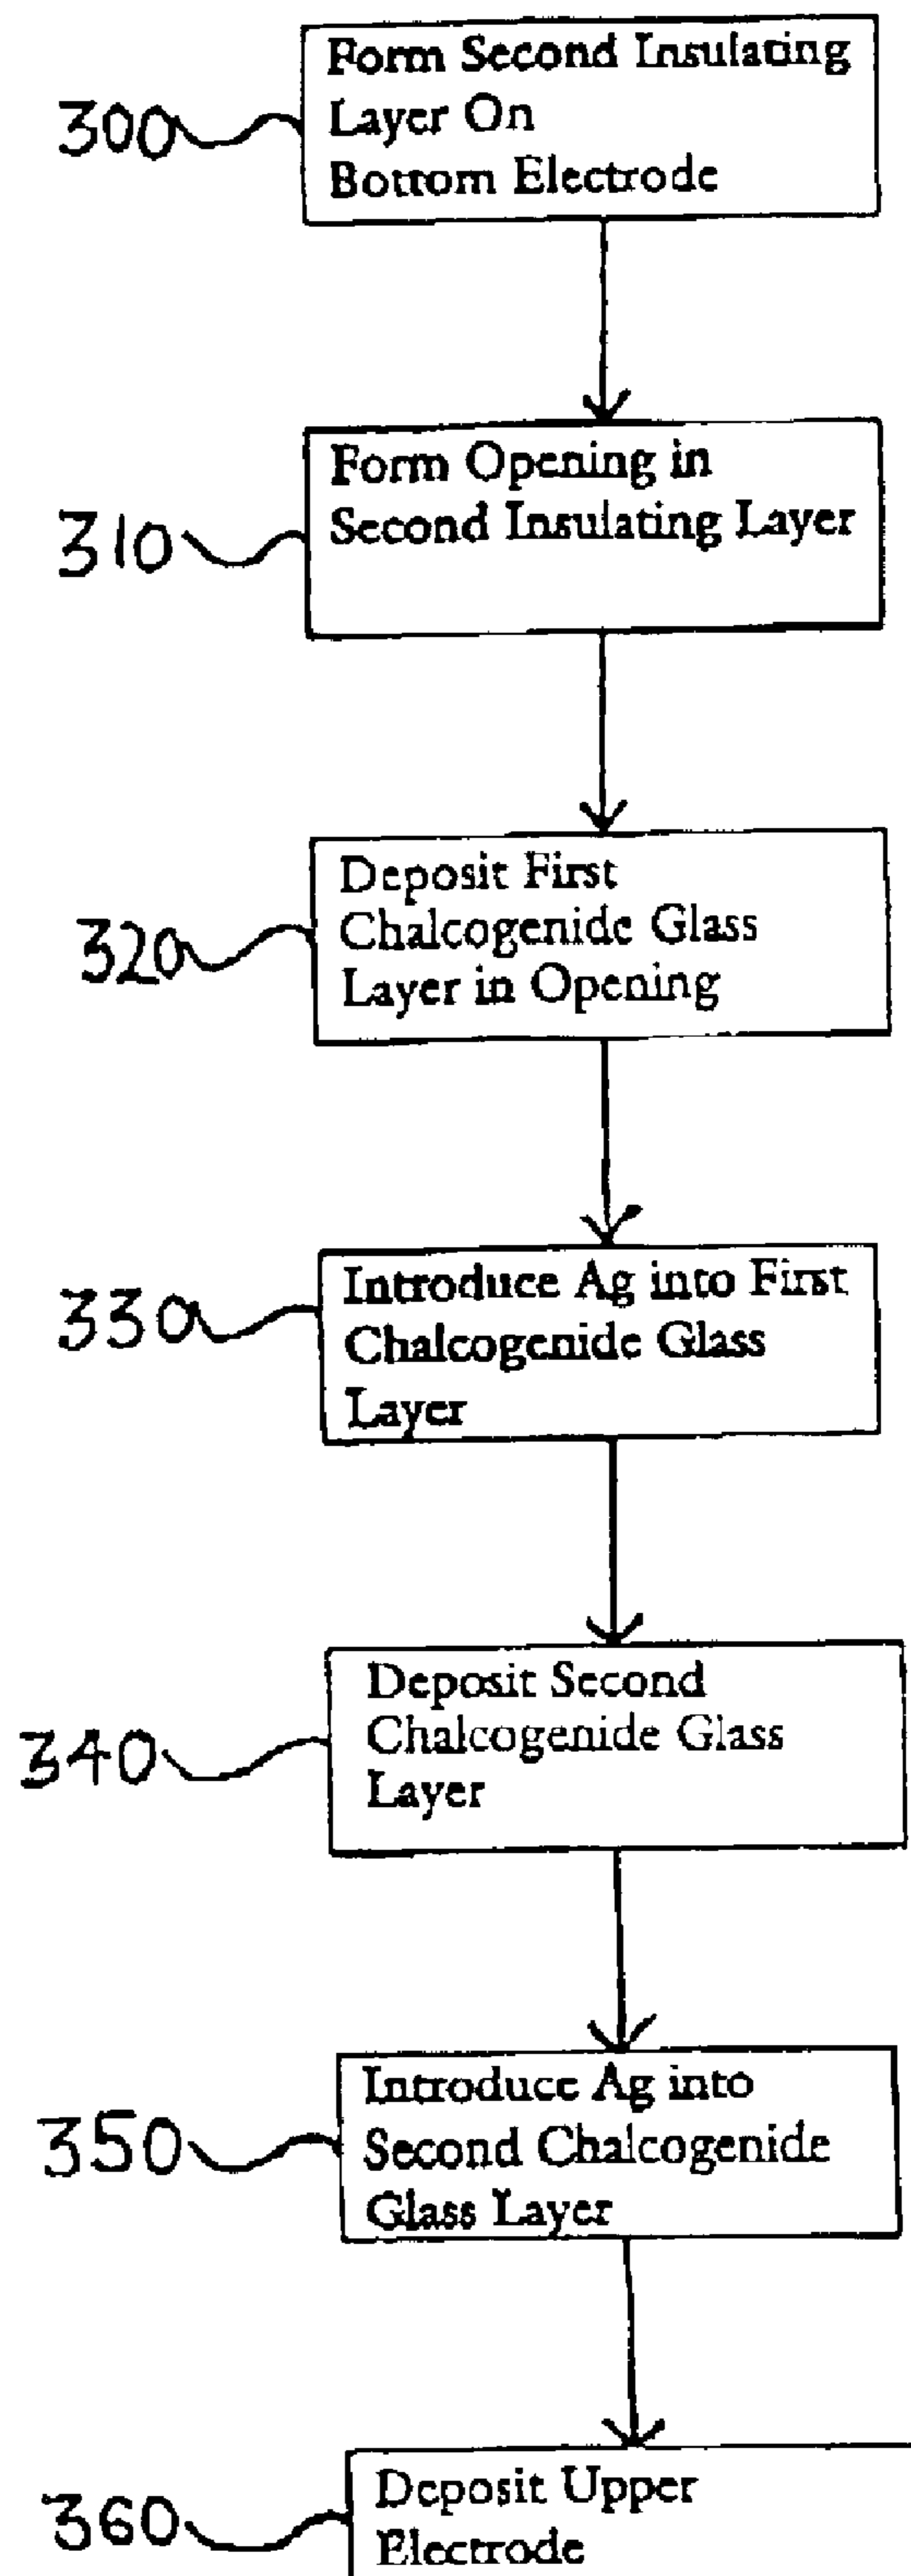 300
Form Second Insulating
Layer On
Bottom Electrode
310
Form Opening in
Second Insulating Layer
320
Deposit First
Chalcogenide Glass
Layer in Opening
330
Introduce Ag into First
Chalcogenide Glass
Layer
340
Deposit Second
Chalcogenide Glass
Layer
350
Introduce Ag into
Second Chalcogenide
Glass Layer
360
Deposit Upper
Electrode